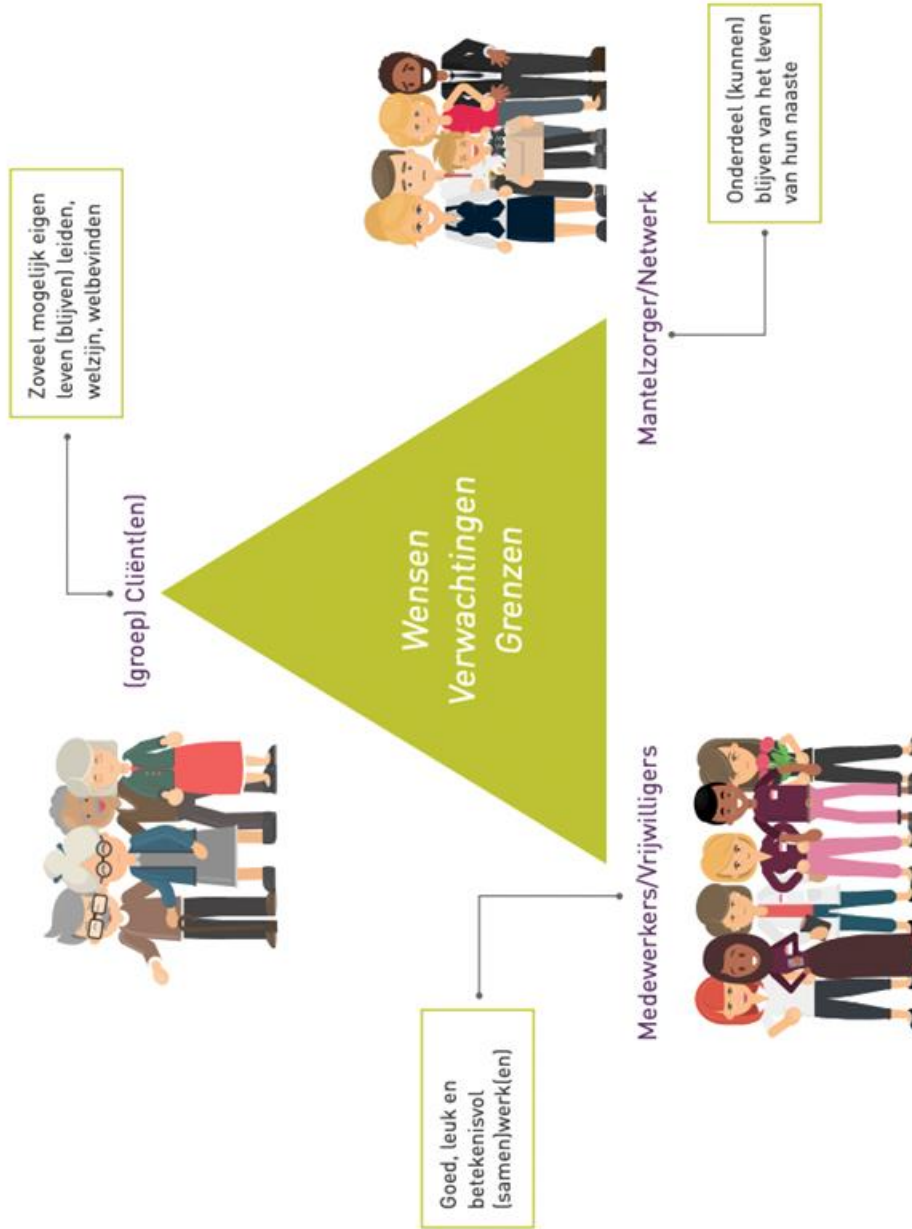 Zoveel mogelijk eigen
leven (blijven) leiden,
welzijn, welbevinden
(groep) Cliënt(en)
Wensen
Verwachtingen
Grenzen
Goed, leuk en
betekenisvol
(samen)werk(en)
Medewerkers/Vrijwilligers
Mantelzorger/Netwerk
Onderdeel (kunnen)
blijven van het leven
van hun naaste